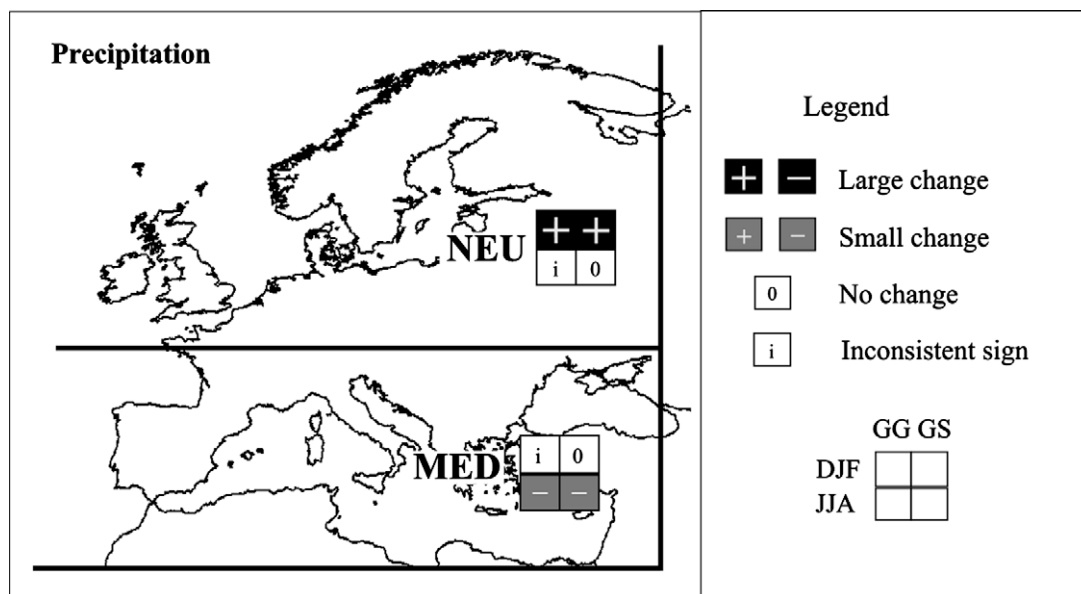 Precipitation
NEU
+ +
i 0
MED
i 0
− −
Legend
+ − Large change
+ − Small change
0 No change
i Inconsistent sign
GG GS
DJF
JJA